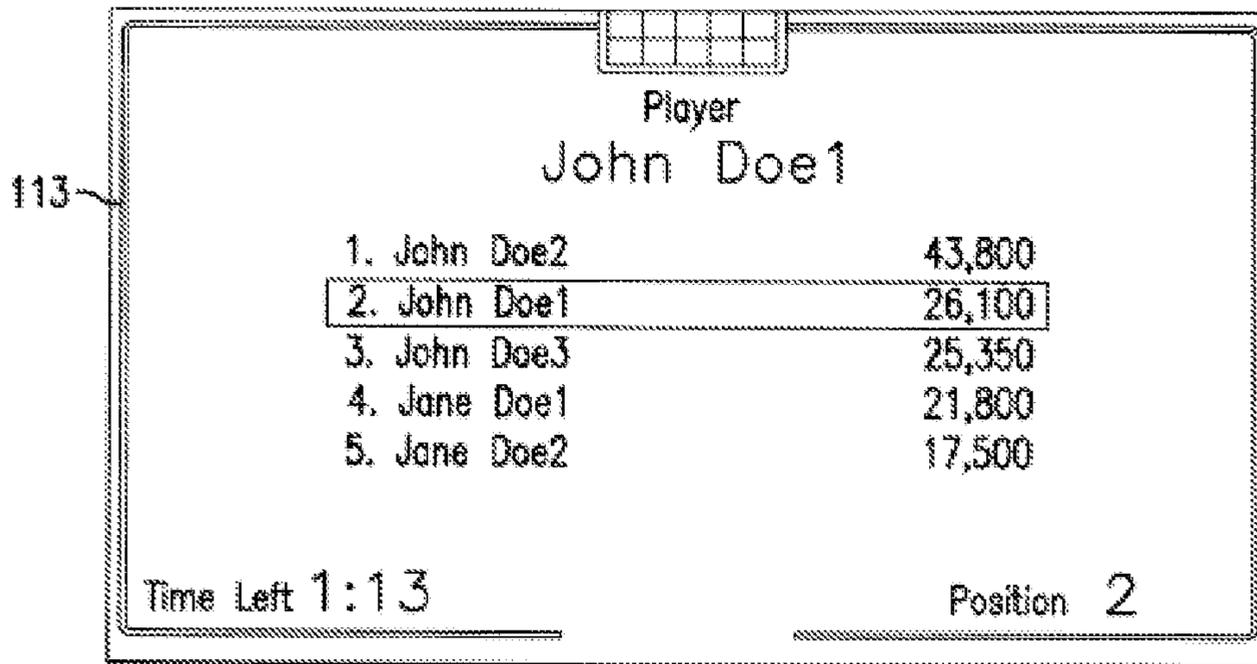 Player
John Doe1
113
1. John Doe2 43,800
2. John Doe1 26,100
3. John Doe3 25,350
4. Jane Doe1 21,800
5. Jane Doe2 17,500
Time Left 1:13 Position 2